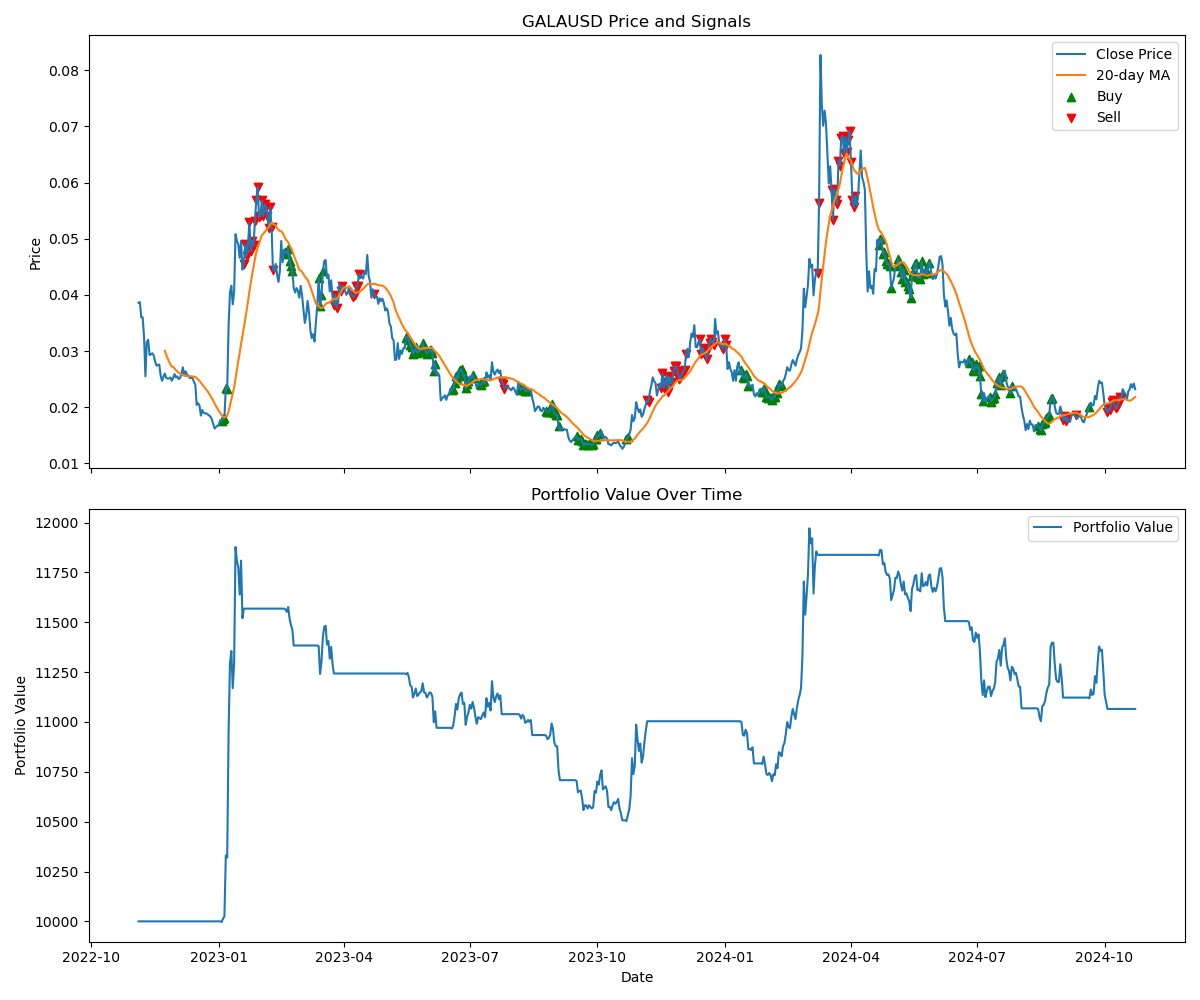 GALAUSD Price and Signals
Price
0.08
0.07
0.06
0.05
0.04
0.03
0.02
0.01
Close Price
20-day MA
Buy
Sell
Portfolio Value Over Time
Portfolio Value
12000
11750
11500
11250
11000
10750
10500
10250
10000
Portfolio Value
2022-10
2023-01
2023-04
2023-07
2023-10
2024-01
2024-04
2024-07
2024-10
Date